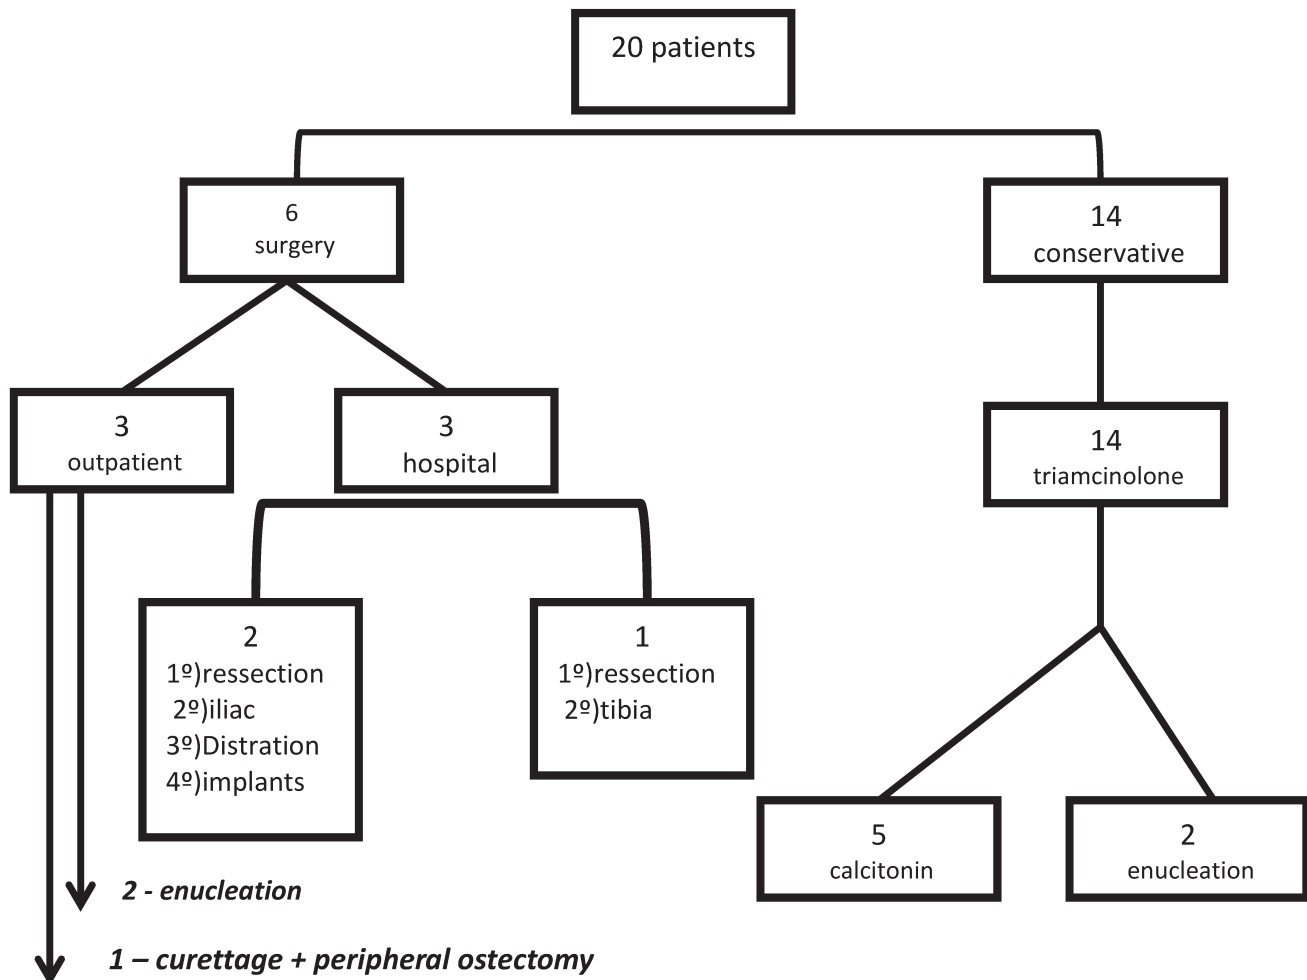 20 patients
6
surgery
14
conservative
3
outpatient
3
hospital
14
triamcinolone
2
1º)ressection
2º)iliac
3º)Distration
4º)implants
1
1º)ressection
2º)tibia
5
calcitonin
2
enucleation
2 - enucleation
1 – curettage + peripheral ostectomy